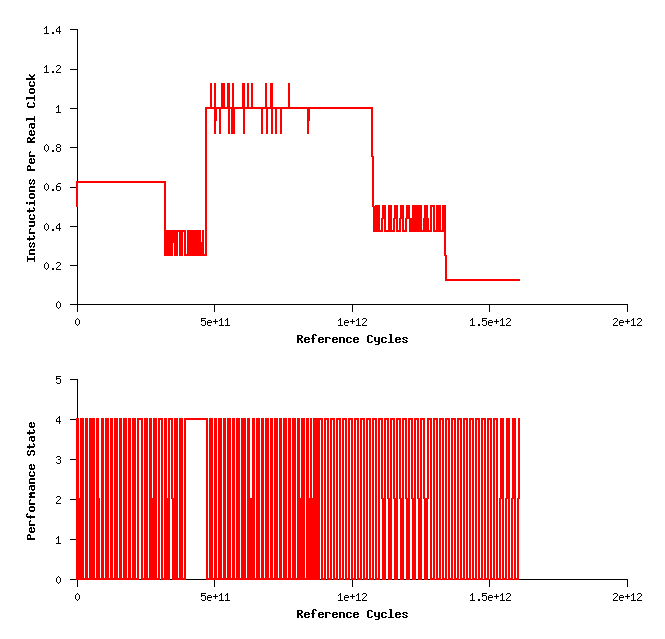 1.4
1.2
1
0.8
0.6
0.4
0.2
0
Instructions Per Real Clock
0 5e+11 1e+12 1.5e+12 2e+12
Reference Cycles
5
4
3
2
1
0
Performance State
0 5e+11 1e+12 1.5e+12 2e+12
Reference Cycles